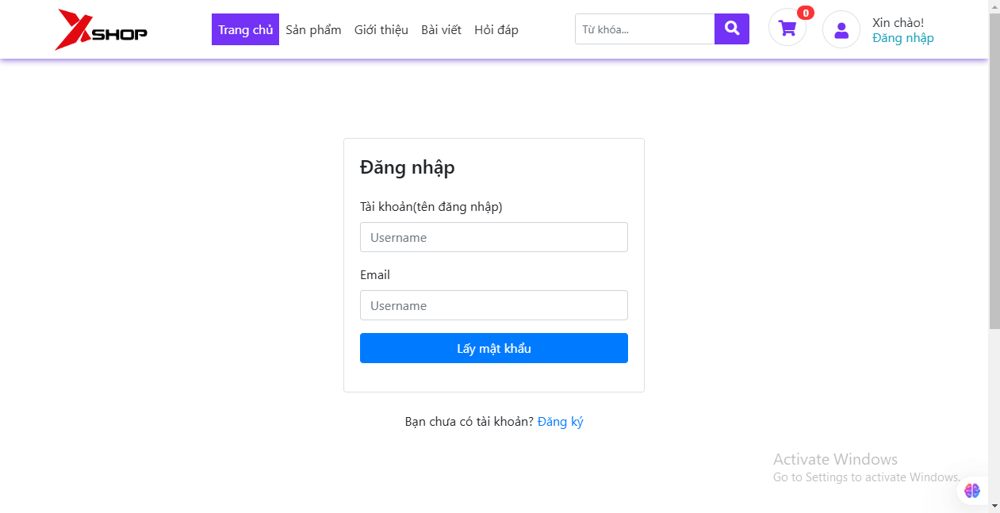 XSHOP
Trang chủ Sản phẩm Giới thiệu Bài viết Hỏi đáp
Từ khóa...
0
Xin chào!
Đăng nhập
Đăng nhập
Tài khoản(tên đăng nhập)
Username
Email
Username
Lấy mật khẩu
Bạn chưa có tài khoản? Đăng ký
Activate Windows
Go to Settings to activate Windows.